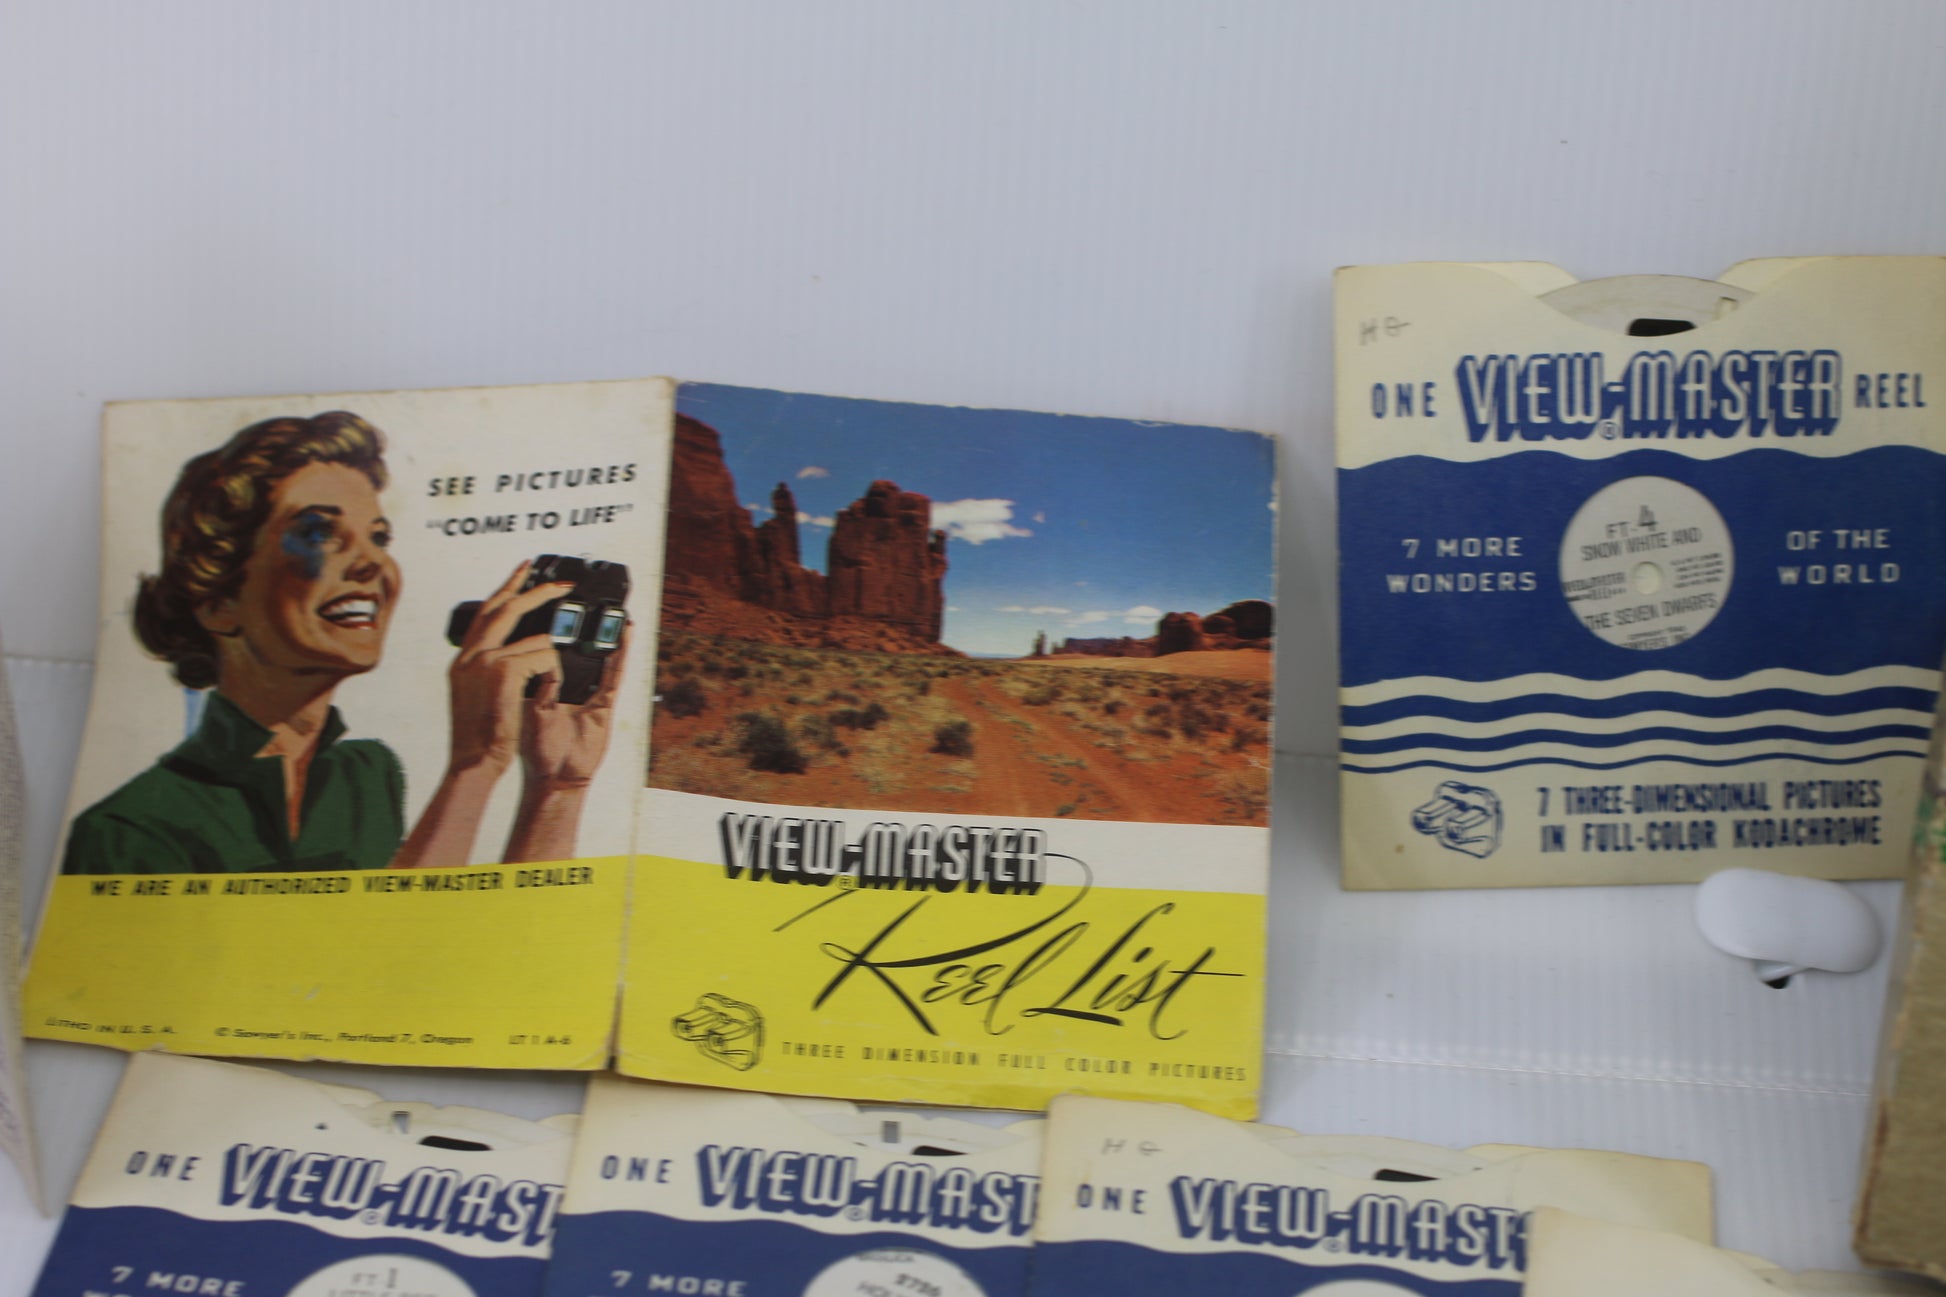 SEE PICTURES
"COME TO LIFE"
WE ARE AN AUTHORIZED VIEW-MASTER DEALER
LITHO IN U. S. A. © Sawyer's Inc., Portland 7, Oregon
VIEW-MASTER
®
Reel List
THREE DIMENSION FULL COLOR PICTURES
H G
ONE VIEW-MASTER REEL
®
7 MORE WONDERS
FT-4
SNOW WHITE AND
THE SEVEN DWARFS
OF THE WORLD
7 THREE-DIMENSIONAL PICTURES
IN FULL-COLOR KODACHROME
ONE VIEW-MAST
®
7 MORE
FT-1
ONE VIEW-MAST
®
7 MORE
H G
ONE VIEW-MAST
®